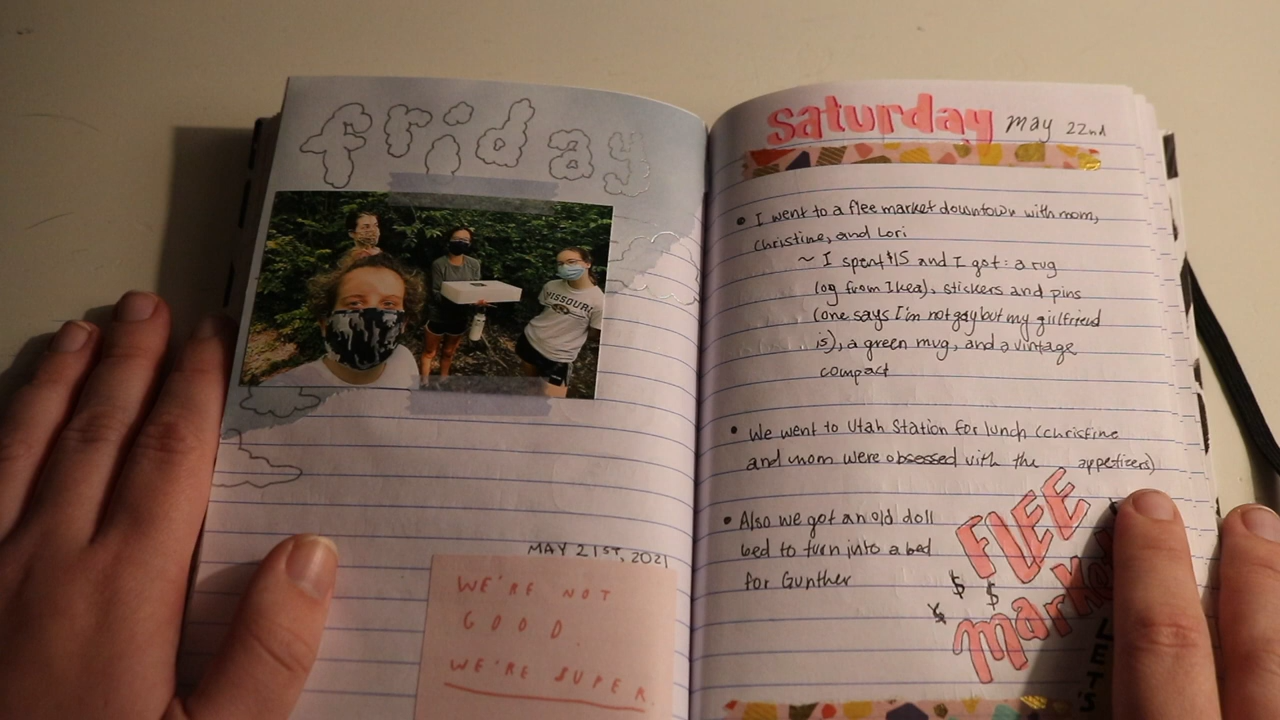 friday
MISSOURI
MAY 21ST, 2021
WE'RE NOT
GOOD.
WE'RE SUPER.
saturday may 22nd
• I went to a flee market downtown with mom,
christine, and Lori
~ I spent $15 and I got: a rug
(og from Ikea), stickers and pins
(one says I'm not gay but my girlfriend
is), a green mug, and a vintage
compact
• We went to Utah Station for lunch (christine
and mom were obsessed with the appetizers)
• Also we got an old doll
bed to turn into a bed
for Gunther
FLEE
Market
$ $
$
LET'S